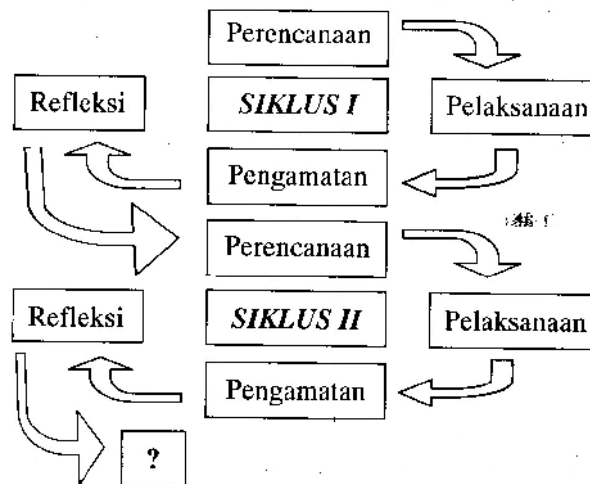 Perencanaan
Refleksi
SIKLUS I
Pelaksanaan
Pengamatan
Perencanaan
Refleksi
SIKLUS II
Pelaksanaan
Pengamatan
?